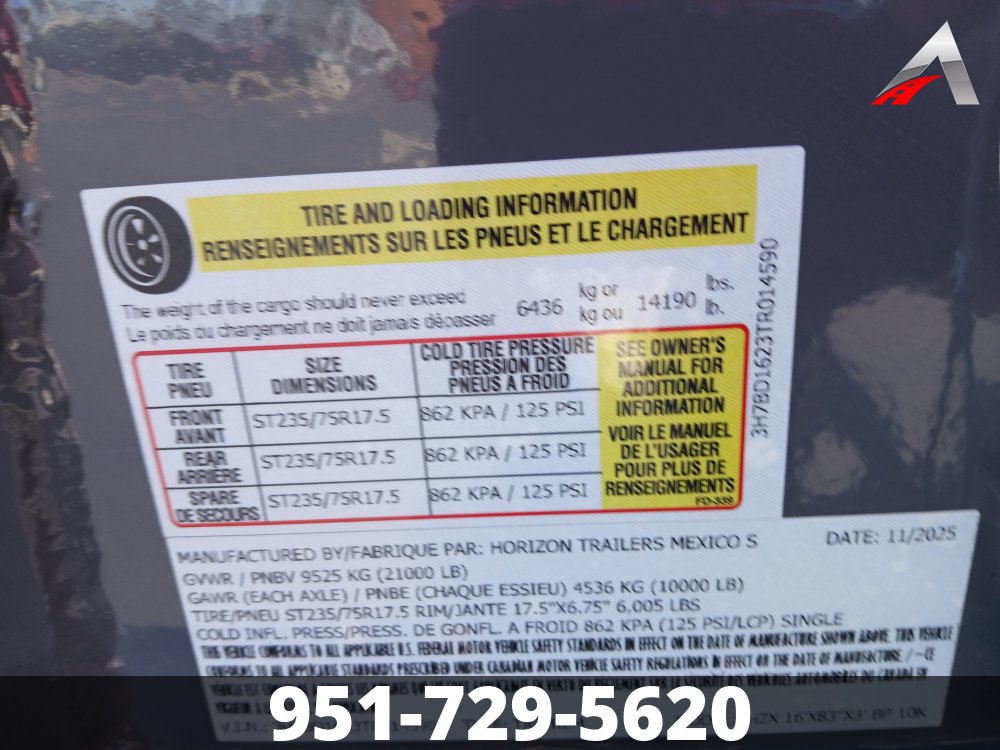 TIRE AND LOADING INFORMATION
RENSEIGNEMENTS SUR LES PNEUS ET LE CHARGEMENT
The weight of the cargo should never exceed
Le poids du chargement ne doit jamais dépasser
6436 kg or 14190 lbs.
kg ou lb.
TIRE
PNEU
SIZE
DIMENSIONS
COLD TIRE PRESSURE
PRESSION DES
PNEUS A FROID
FRONT
AVANT
ST235/75R17.5
862 KPA / 125 PSI
REAR
ARRIÈRE
ST235/75R17.5
862 KPA / 125 PSI
SPARE
DE SECOURS
ST235/75R17.5
862 KPA / 125 PSI
SEE OWNER'S
MANUAL FOR
ADDITIONAL
INFORMATION
VOIR LE MANUEL
DE L'USAGER
POUR PLUS DE
RENSEIGNEMENTS
FO-339
3H7BD1623TR014590
MANUFACTURED BY/FABRIQUE PAR: HORIZON TRAILERS MEXICO S
DATE: 11/2025
GVWR / PNBV 9525 KG (21000 LB)
GAWR (EACH AXLE) / PNBE (CHAQUE ESSIEU) 4536 KG (10000 LB)
TIRE/PNEU ST235/75R17.5 RIM/JANTE 17.5"X6.75" 6,005 LBS
COLD INFL. PRESS/PRESS. DE GONFL. A FROID 862 KPA (125 PSI/LCP) SINGLE
THIS VEHICLE CONFORMS TO ALL APPLICABLE U.S. FEDERAL MOTOR VEHICLE SAFETY STANDARDS IN EFFECT ON THE DATE OF MANUFACTURE SHOWN ABOVE. THIS VEHICLE
CONFORMS TO ALL APPLICABLE STANDARDS PRESCRIBED UNDER CANADIAN MOTOR VEHICLE SAFETY REGULATIONS IN EFFECT ON THE DATE OF MANUFACTURE. / -CE
V.I.N.: 16'X83"X3' BP 10K
951-729-5620